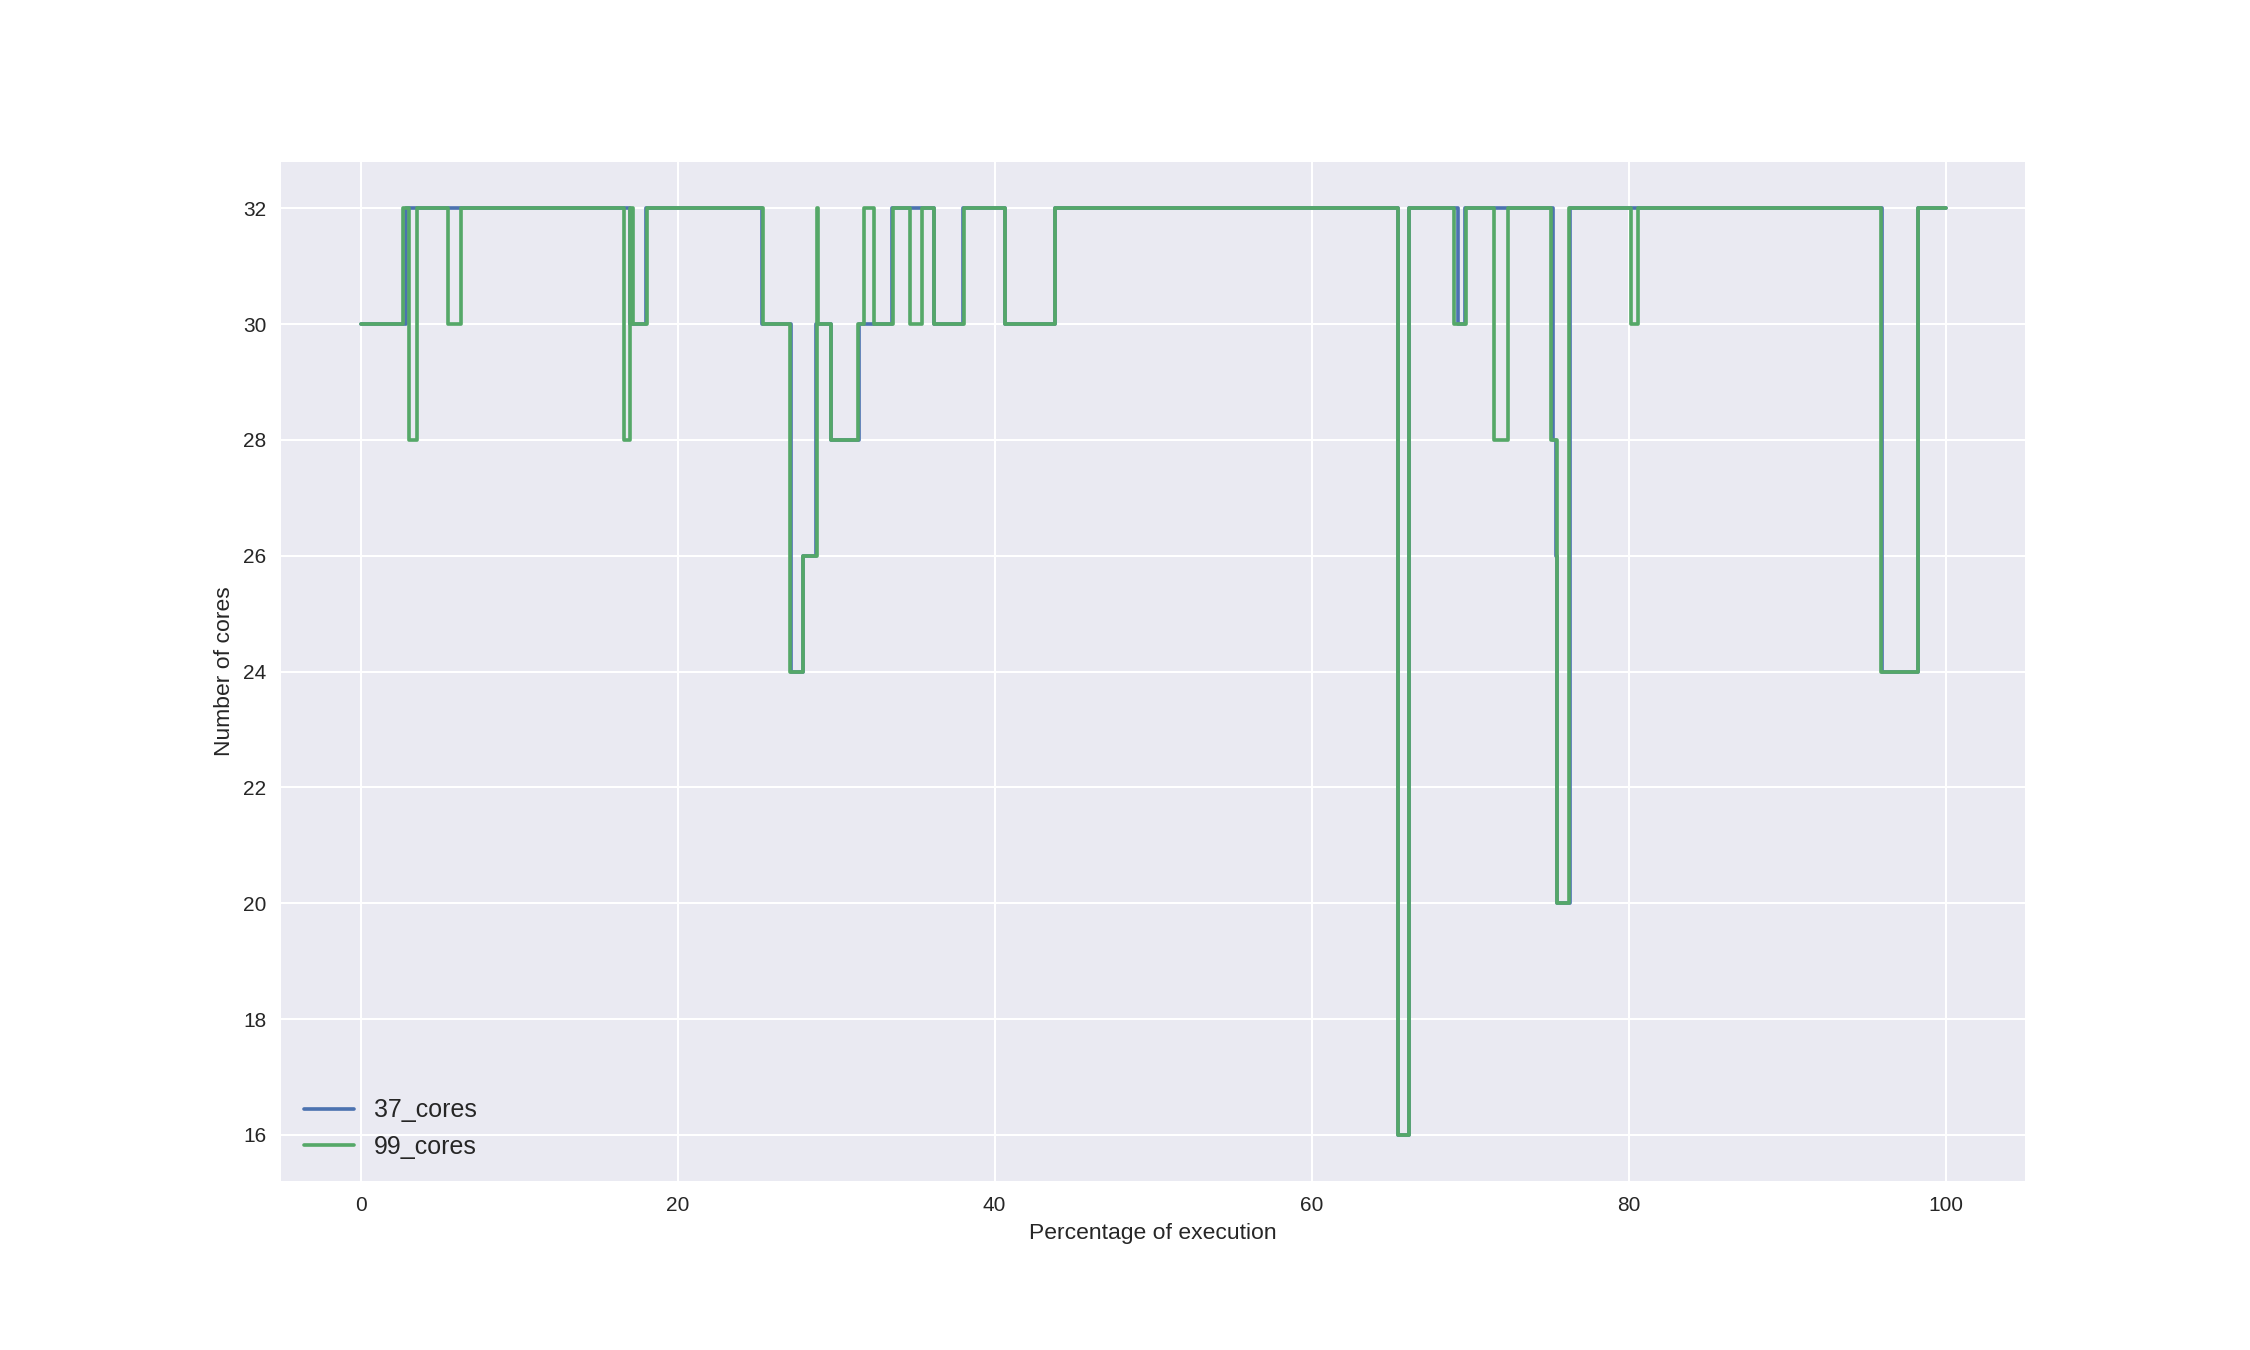 32
30
28
26
24
22
20
18
16
Number of cores
37_cores
99_cores
0 20 40 60 80 100
Percentage of execution